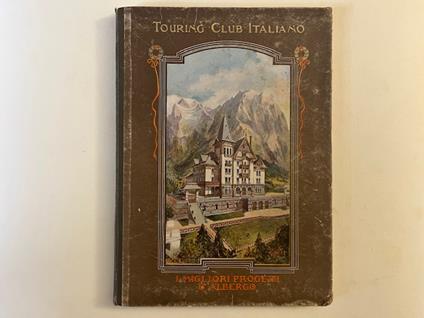 TOURING CLUB ITALIANO
I MIGLIORI PROGETTI
D'ALBERGO